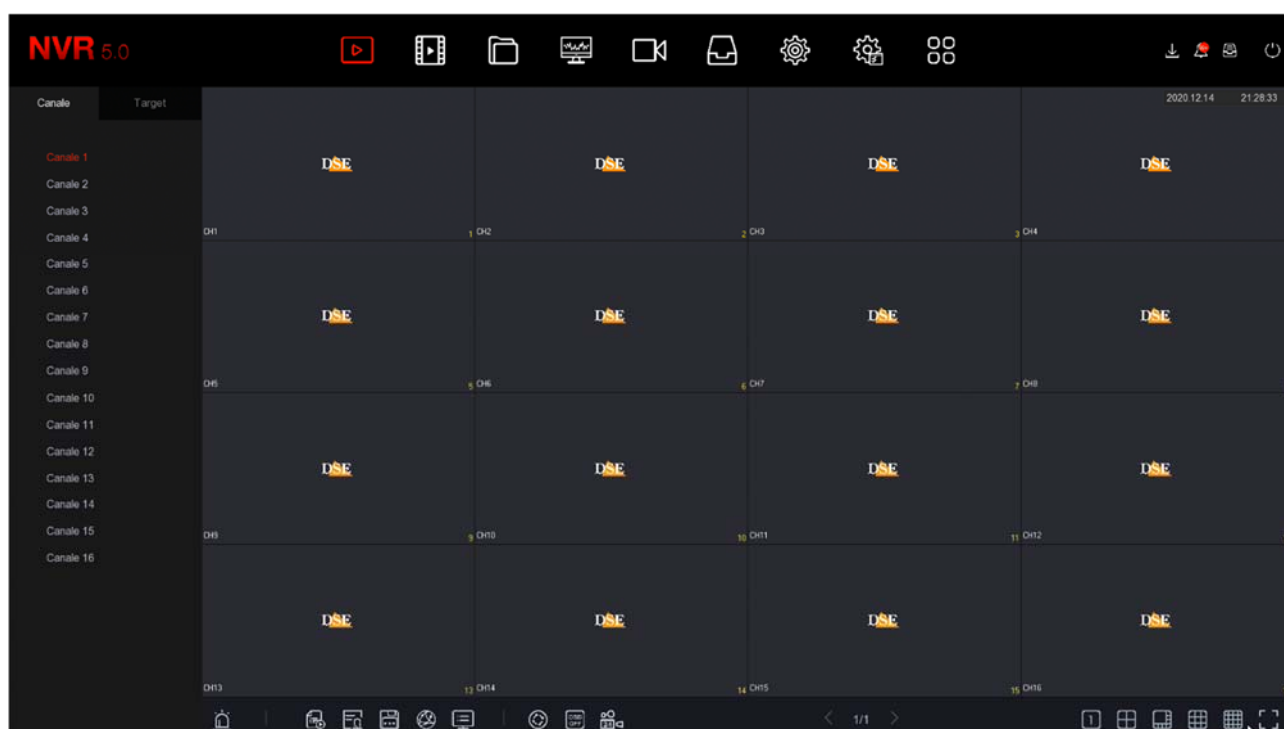 NVR 5.0
2020.12.14 21:28:33
Canale Target
Canale 1
Canale 2
Canale 3
Canale 4
Canale 5
Canale 6
Canale 7
Canale 8
Canale 9
Canale 10
Canale 11
Canale 12
Canale 13
Canale 14
Canale 15
Canale 16
DSE DSE DSE DSE
CH1 1 CH2 2 CH3 3 CH4
DSE DSE DSE DSE
CH5 5 CH6 6 CH7 7 CH8
DSE DSE DSE DSE
CH9 9 CH10 10 CH11 11 CH12
DSE DSE DSE DSE
CH13 13 CH14 14 CH15 15 CH16
OSD OFF
1/1
1